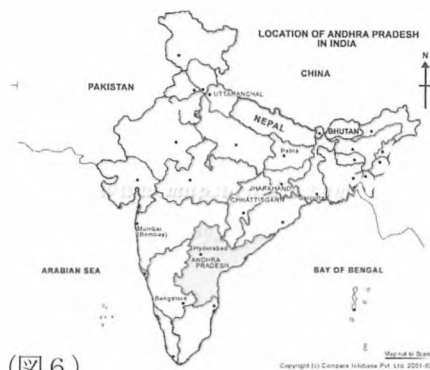 LOCATION OF ANDHRA PRADESH
IN INDIA
N
CHINA
PAKISTAN
UTTARANCHAL
NEPAL
BHUTAN
Patna
JHARKHAND
CHHATTISGARH
Mumbai
(Bombay)
Hyderabad
ANDHRA
PRADESH
ARABIAN SEA
BAY OF BENGAL
Bangalore
Map not to Scale
Copyright (c) Compare Infobase Pvt. Ltd. 2001-02
(図6)